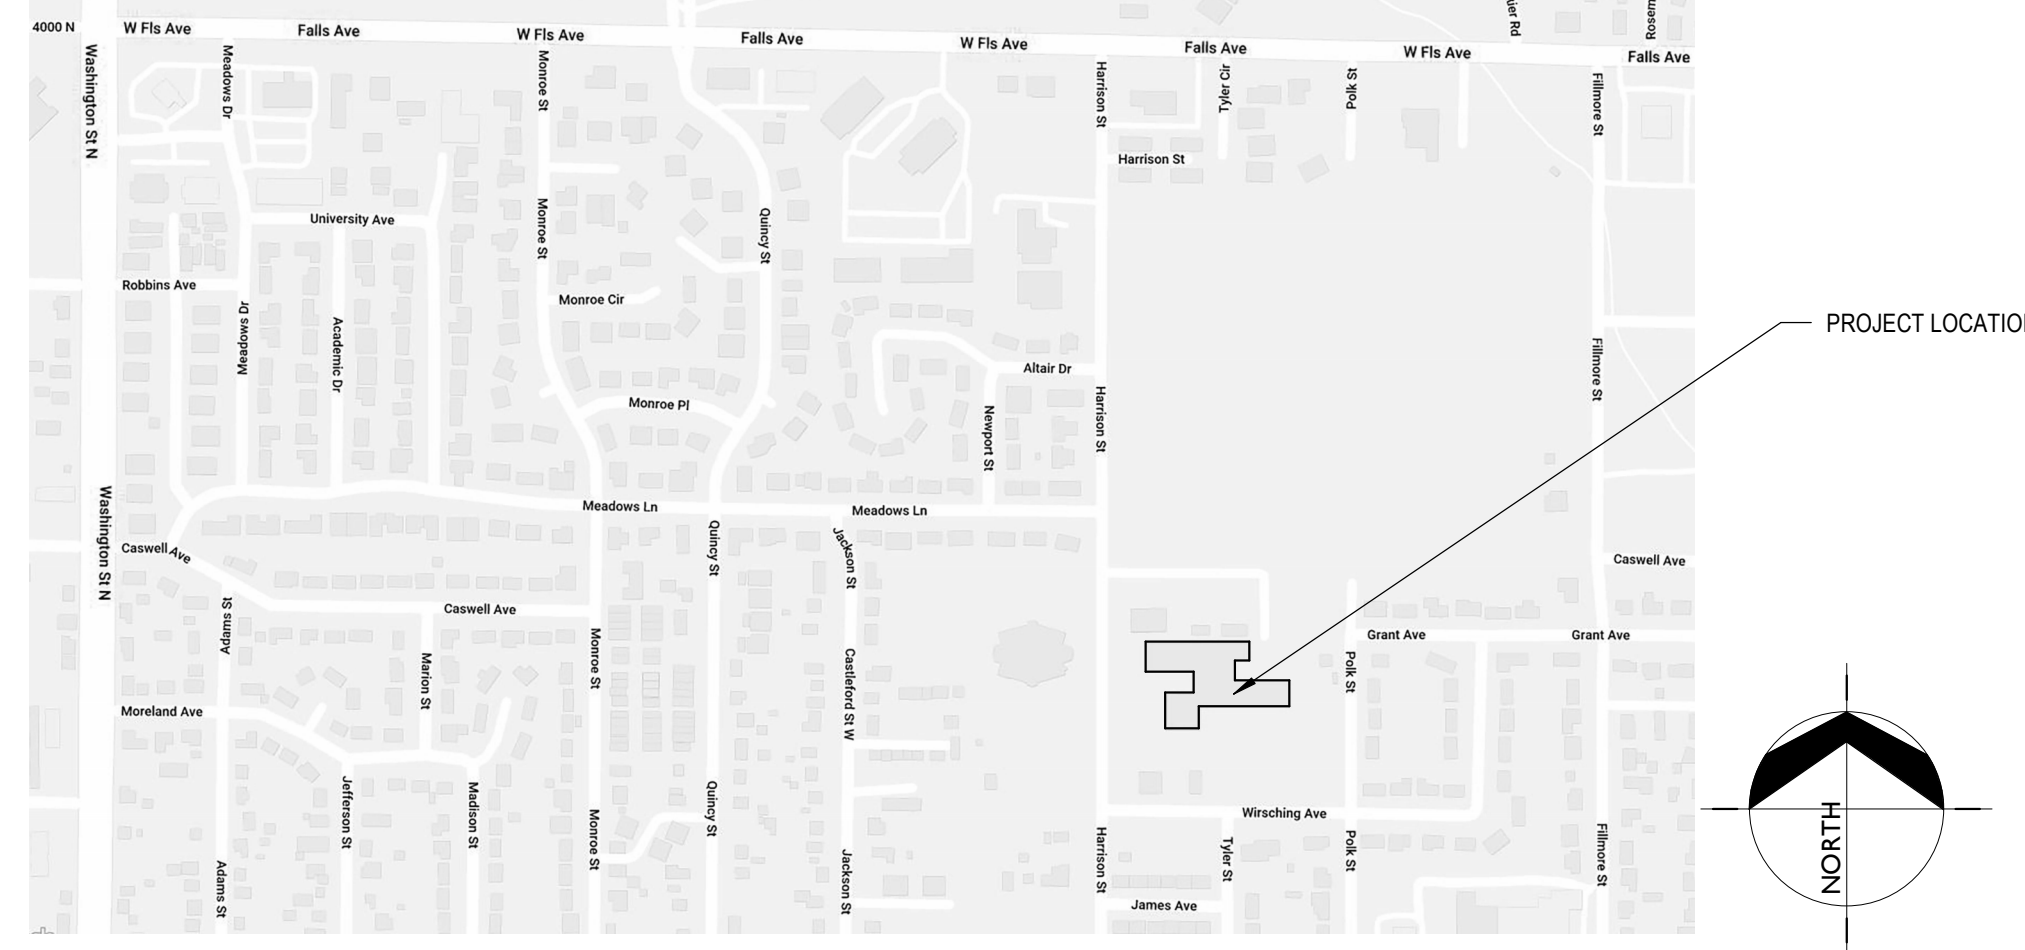 4000 N
W Fls Ave
Falls Ave
W Fls Ave
Falls Ave
W Fls Ave
Falls Ave
W Fls Ave
Falls Ave
Washington St N
Meadows Dr
Monroe St
Harrison St
Tyler Cir
Polk St
Fillmore St
Harrison St
University Ave
Monroe St
Quincy St
Robbins Ave
Monroe Cir
Meadows Dr
Academic Dr
PROJECT LOCATION
Altair Dr
Fillmore St
Monroe Pl
Newport St
Harrison St
Meadows Ln
Meadows Ln
Washington St N
Caswell Ave
Quincy St
Jackson St
Caswell Ave
Adams St
Caswell Ave
Grant Ave
Grant Ave
Marion St
Monroe St
Castleford St W
Polk St
Moreland Ave
Jefferson St
Madison St
Monroe St
Quincy St
Wirsching Ave
Harrison St
Tyler St
Polk St
Fillmore St
NORTH
Adams St
Jackson St
James Ave